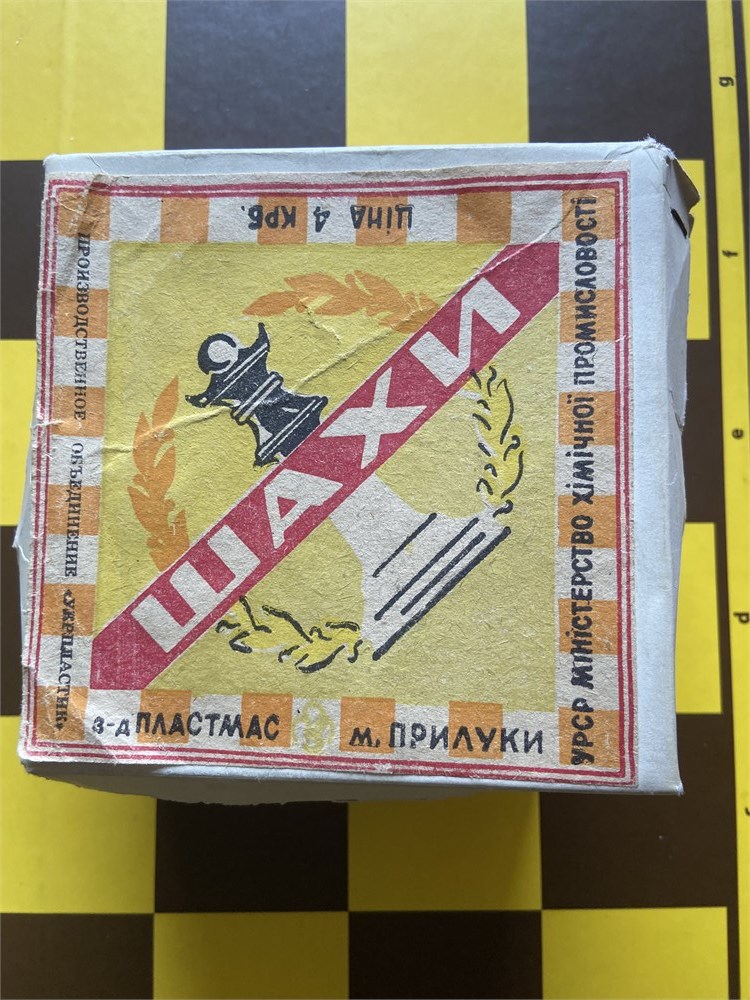 ЦІНА 4 КРБ.
ШАХИ
ПРОИЗВОДСТВЕННОЕ ОБЪЕДИНЕНИЕ «УКРПЛАСТИК»
УРСР МІНІСТЕРСТВО ХІМІЧНОЇ ПРОМИСЛОВОСТІ
З-Д ПЛАСТМАС М. ПРИЛУКИ
g
f
e
d